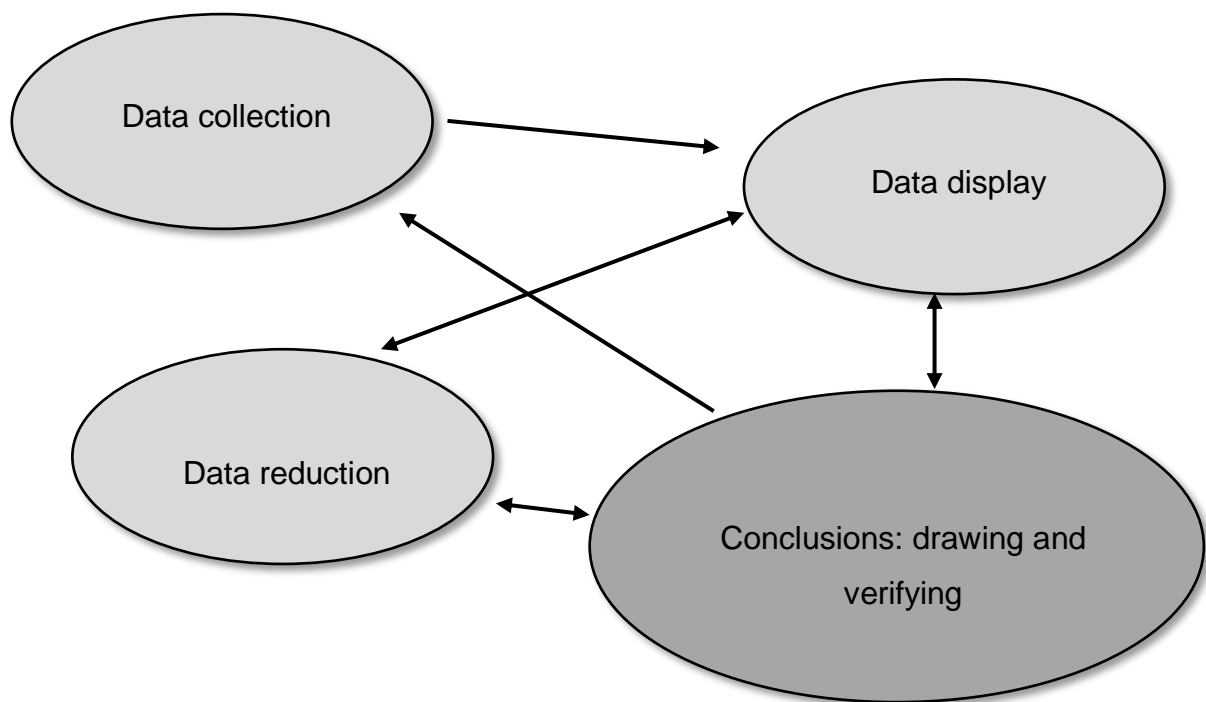 Data collection
Data display
Data reduction
Conclusions: drawing and
verifying